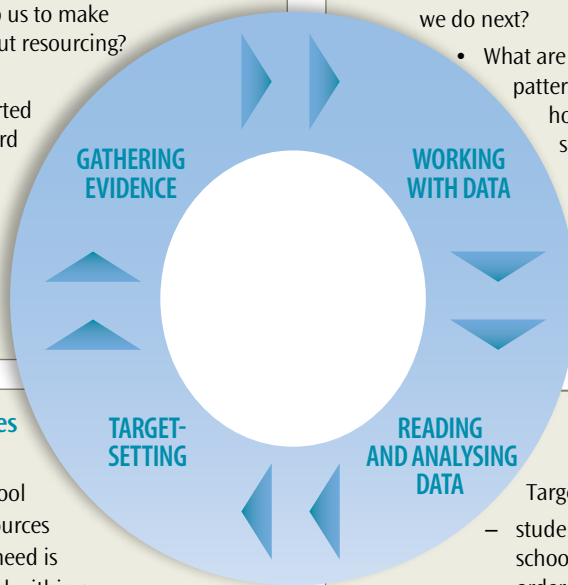 us to make
ut resourcing?
rted
rd
we do next?
• What are
patter
ho
s
GATHERING
EVIDENCE
WORKING
WITH DATA
TARGET-
SETTING
READING
AND ANALYSING
DATA
es
ool
ources
need is
Targe
– stude
schoo